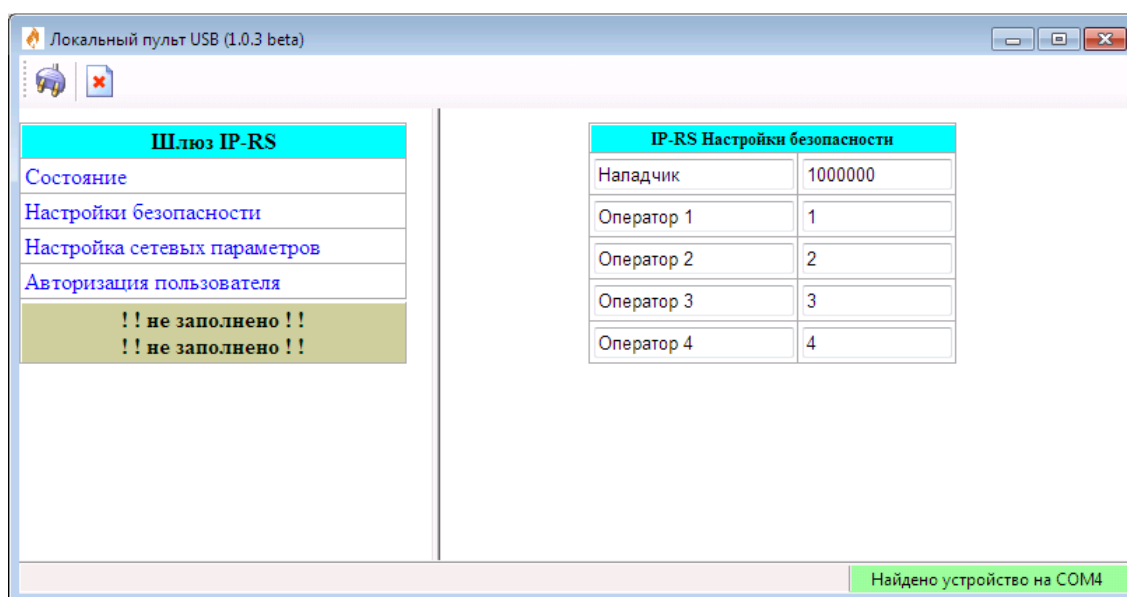 Локальный пульт USB (1.0.3 beta)
Шлюз IP-RS
Состояние
Настройки безопасности
Настройка сетевых параметров
Авторизация пользователя
! ! не заполнено ! !
! ! не заполнено ! !
IP-RS Настройки безопасности
Наладчик 1000000
Оператор 1 1
Оператор 2 2
Оператор 3 3
Оператор 4 4
Найдено устройство на COM4